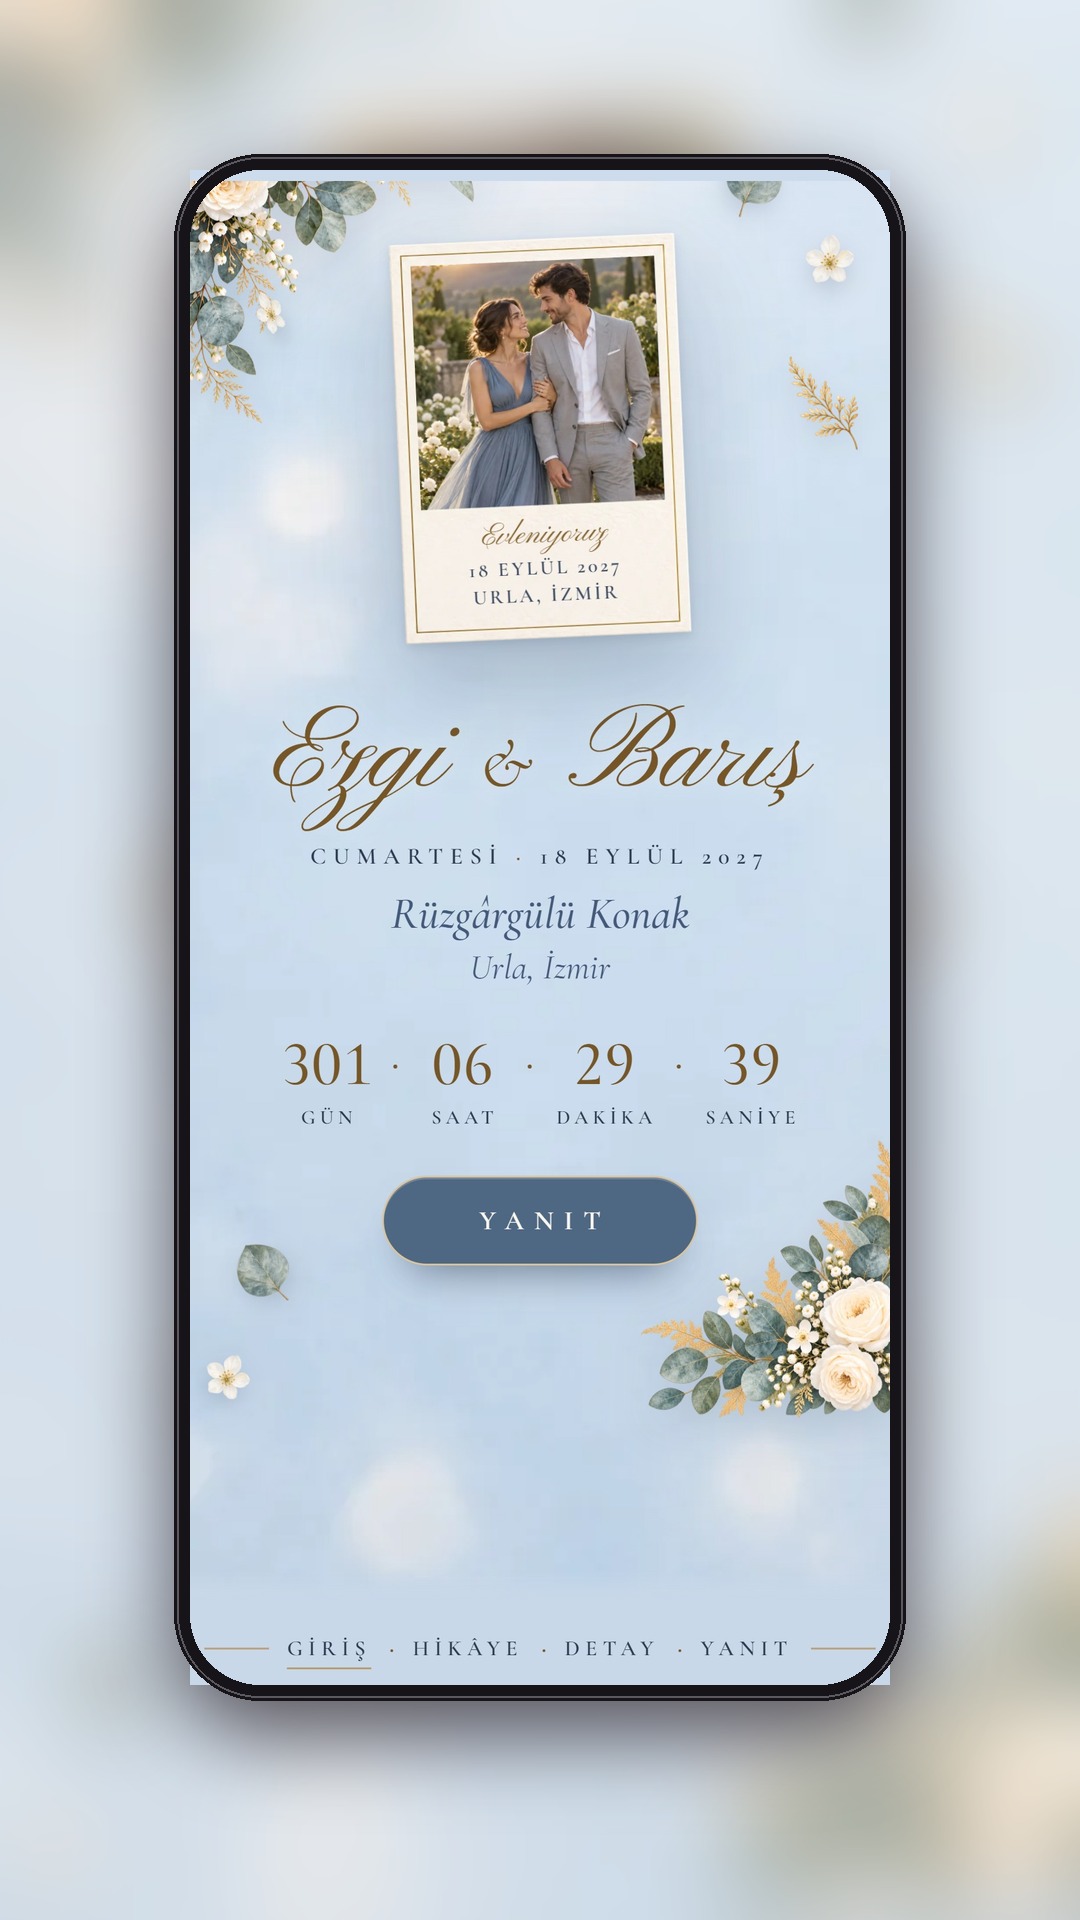 Evleniyoruz
18 EYLÜL 2027
URLA, İZMİR
Ezgi & Barış
CUMARTESİ · 18 EYLÜL 2027
Rüzgârgülü Konak
Urla, İzmir
301 · 06 · 29 · 39
GÜN SAAT DAKİKA SANİYE
YANIT
GİRİŞ · HİKÂYE · DETAY · YANIT